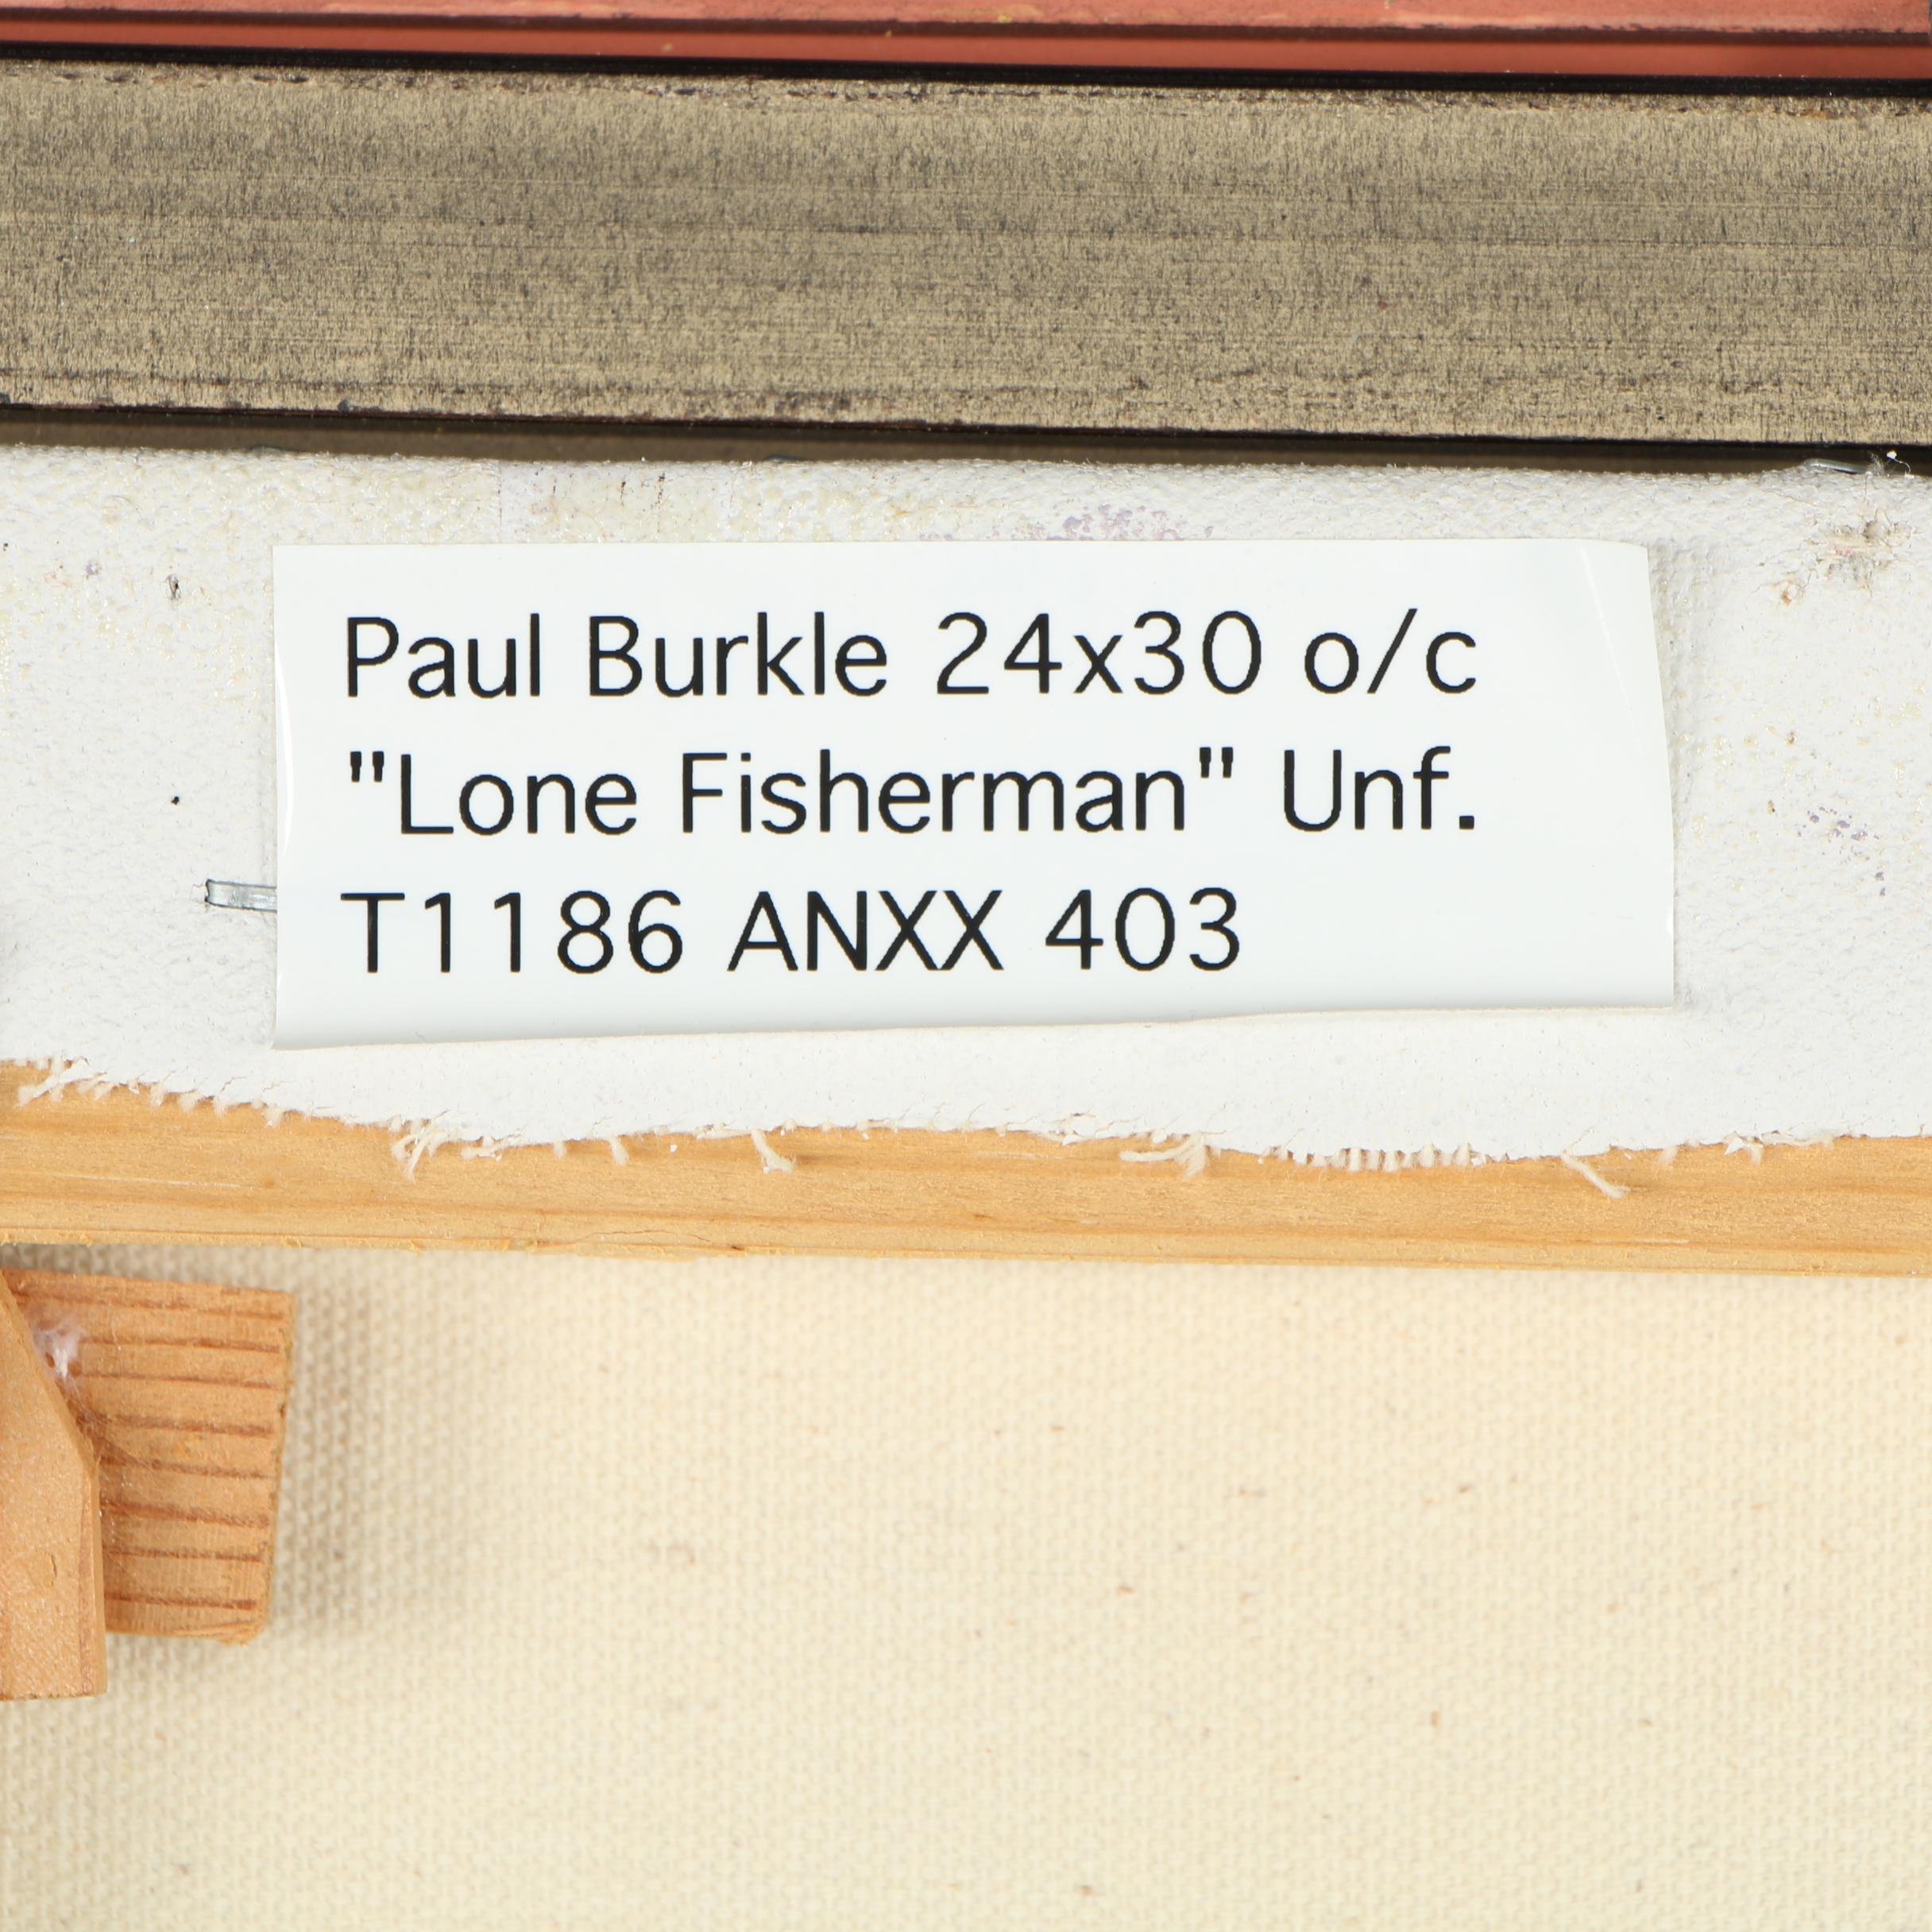 Paul Burkle 24x30 o/c
"Lone Fisherman" Unf.
T1186 ANXX 403